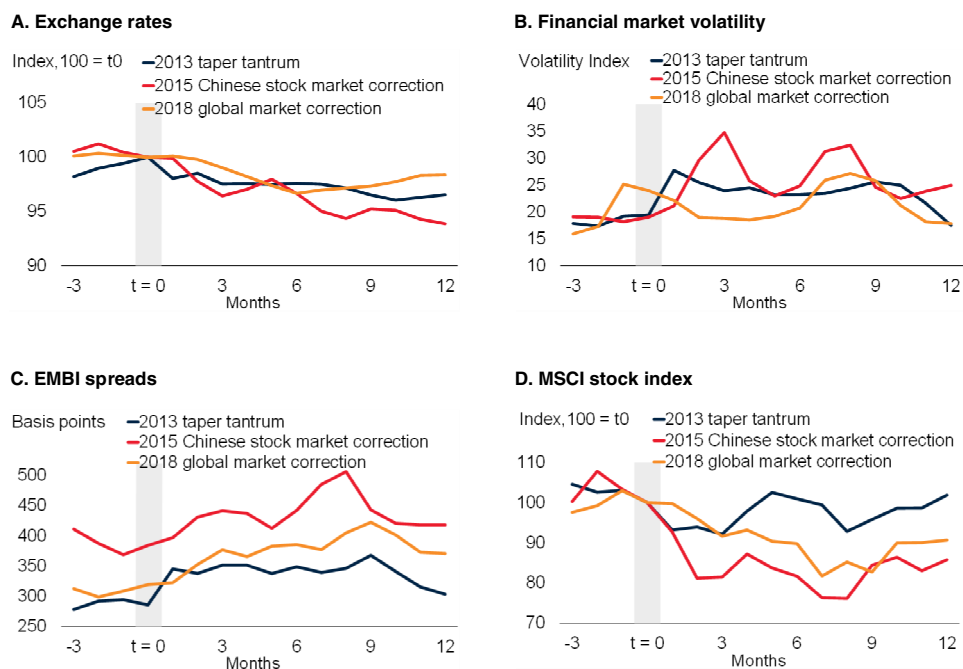 A. Exchange rates
Index, 100 = t0
2013 taper tantrum
2015 Chinese stock market correction
2018 global market correction
105
100
95
90
-3 t = 0 3 6 9 12
Months
B. Financial market volatility
Volatility Index
2013 taper tantrum
2015 Chinese stock market correction
2018 global market correction
40
35
30
25
20
15
10
-3 t = 0 3 6 9 12
Months
C. EMBI spreads
Basis points
2013 taper tantrum
2015 Chinese stock market correction
2018 global market correction
500
450
400
350
300
250
-3 t = 0 3 6 9 12
Months
D. MSCI stock index
Index, 100 = t0
2013 taper tantrum
2015 Chinese stock market correction
2018 global market correction
110
100
90
80
70
-3 t = 0 3 6 9 12
Months